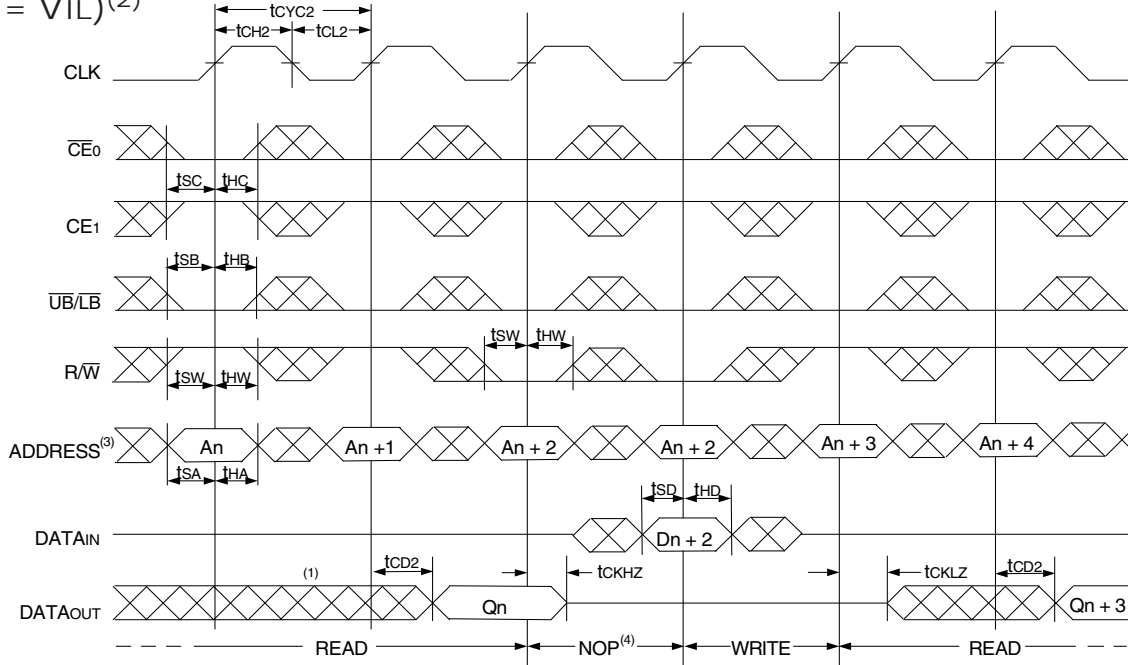 = VIL)(2)
tCYC2
tCH2 tCL2
CLK
CE0
tSC tHC
CE1
tSB tHB
UB/LB
tSW tHW
R/W
tSW tHW
ADDRESS(3) An An +1 An + 2 An + 2 An + 3 An + 4
tSA tHA
tSD tHD
DATAIN Dn + 2
tCD2 tCKHZ tCKLZ tCD2
(1)
DATAOUT Qn Qn + 3
READ NOP(4) WRITE READ